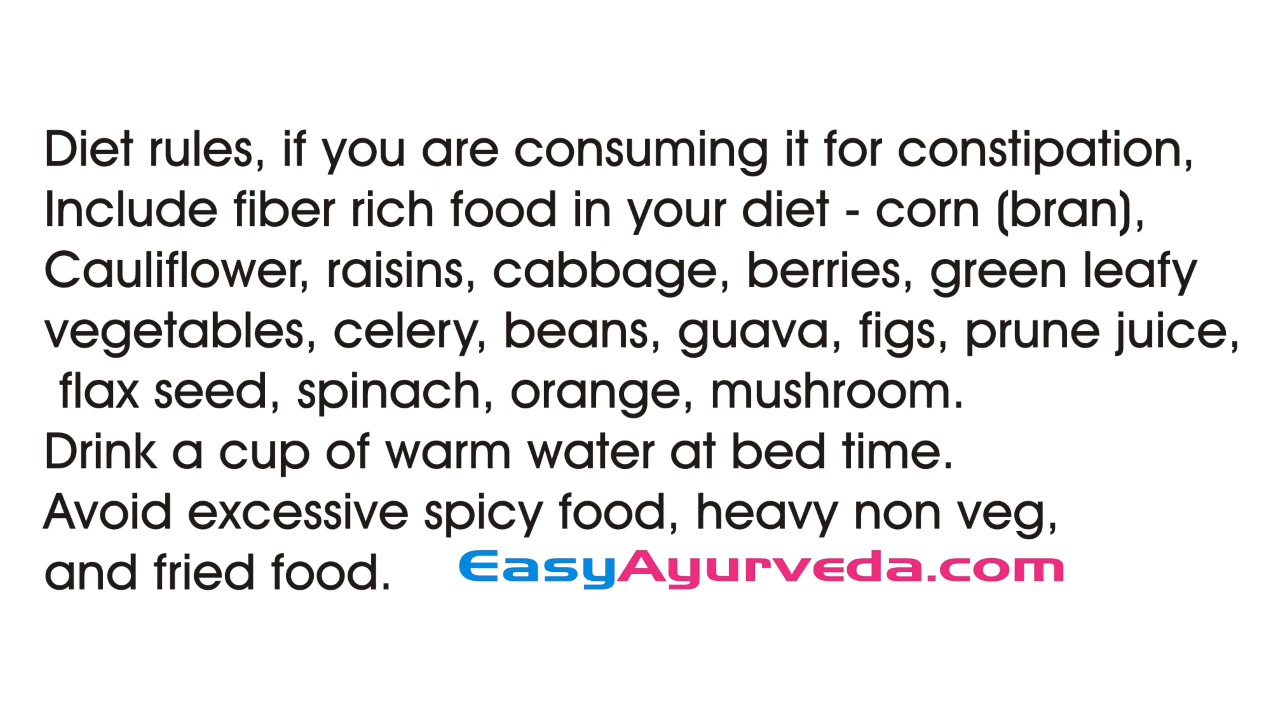 Diet rules, if you are consuming it for constipation,
Include fiber rich food in your diet - corn (bran),
Cauliflower, raisins, cabbage, berries, green leafy
vegetables, celery, beans, guava, figs, prune juice,
flax seed, spinach, orange, mushroom.
Drink a cup of warm water at bed time.
Avoid excessive spicy food, heavy non veg,
and fried food. EasyAyurveda.com